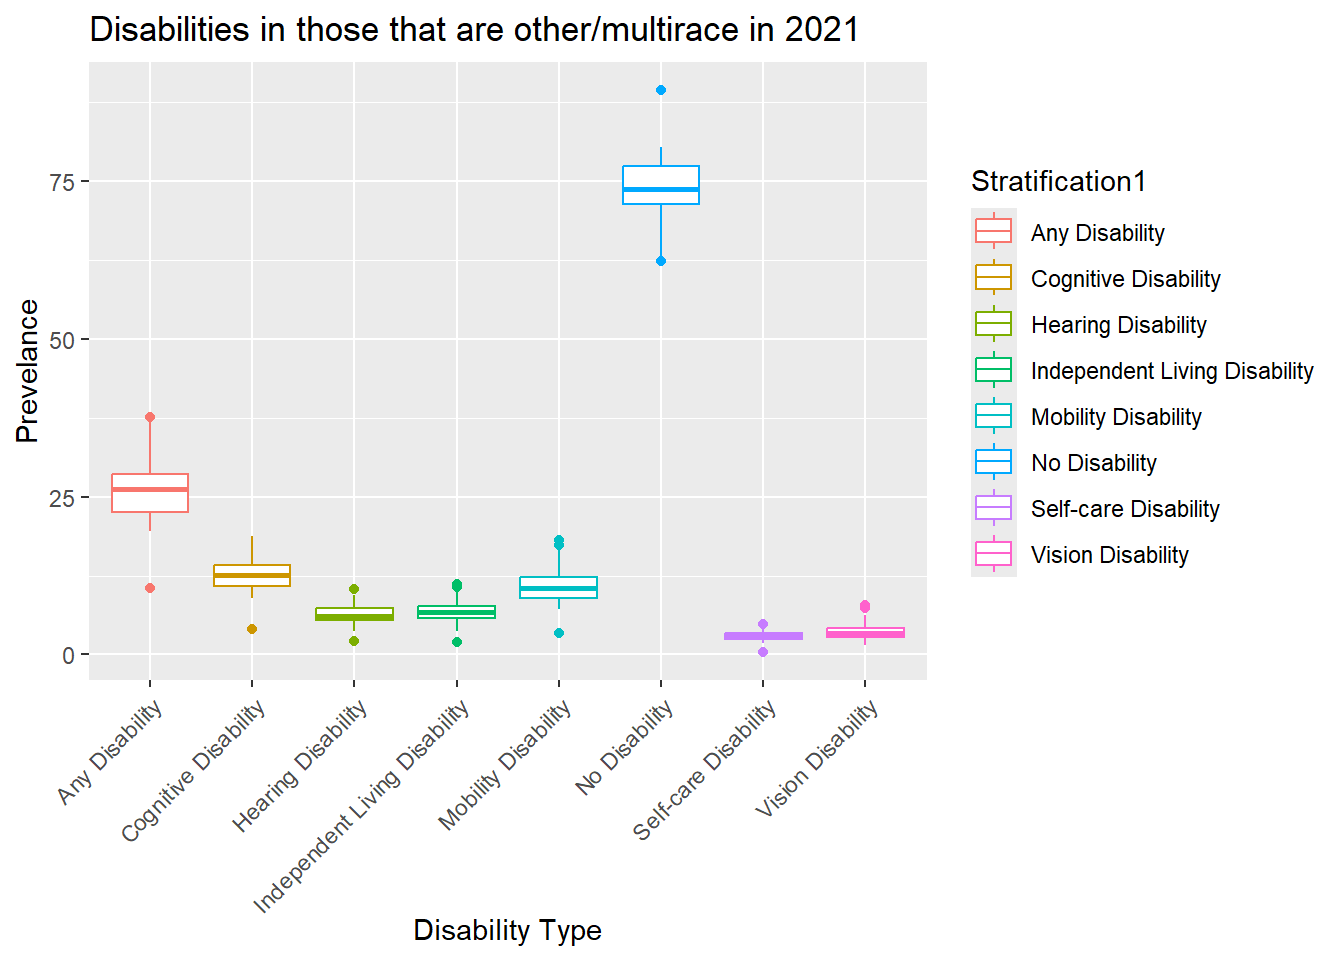 Disabilities in those that are other/multirace in 2021
Prevelance
75
50
25
0
Any Disability
Cognitive Disability
Hearing Disability
Independent Living Disability
Mobility Disability
No Disability
Self-care Disability
Vision Disability
Disability Type
Stratification1
Any Disability
Cognitive Disability
Hearing Disability
Independent Living Disability
Mobility Disability
No Disability
Self-care Disability
Vision Disability